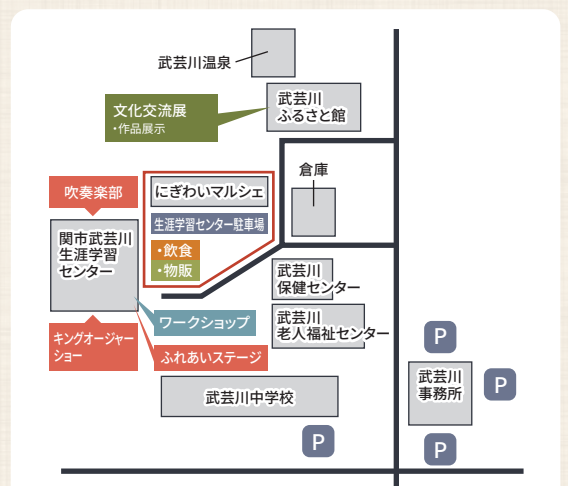 武芸川温泉
武芸川
ふるさと館
文化交流展
・作品展示
倉庫
にぎわいマルシェ
生涯学習センター駐車場
・飲食
・物販
吹奏楽部
関市武芸川
生涯学習
センター
キングオージャー
ショー
ワークショップ
ふれあいステージ
武芸川
保健センター
武芸川
老人福祉センター
武芸川中学校
武芸川
事務所
P
P
P
P